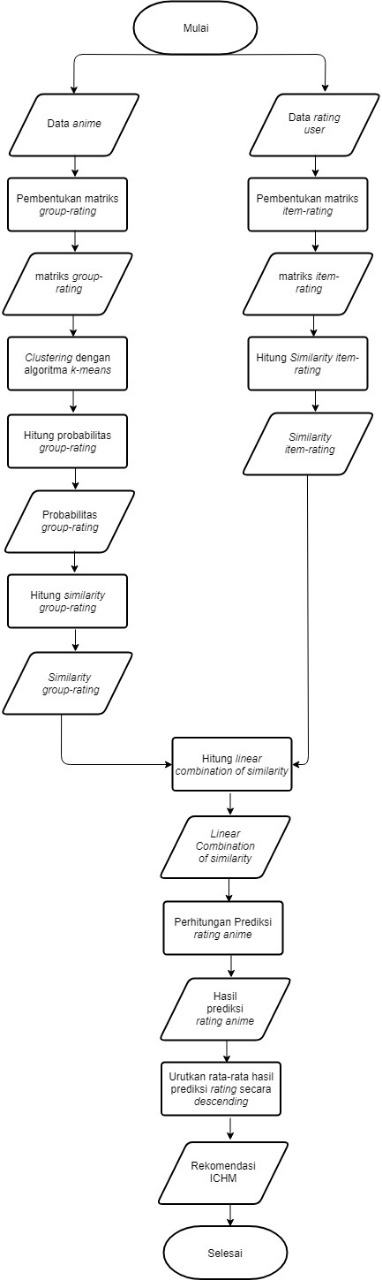 Mulai
Data anime
Pembentukan matriks
group-rating
matriks group-
rating
Clustering dengan
algoritma k-means
Hitung probabilitas
group-rating
Probabilitas
group-rating
Hitung similarity
group-rating
Similarity
group-rating
Data rating
user
Pembentukan matriks
item-rating
matriks item-
rating
Hitung Similarity item-
rating
Similarity
item-rating
Hitung linear
combination of similarity
Linear
Combination
of similarity
Perhitungan Prediksi
rating anime
Hasil
prediksi
rating anime
Urutkan rata-rata hasil
prediksi rating secara
descending
Rekomendasi
ICHM
Selesai